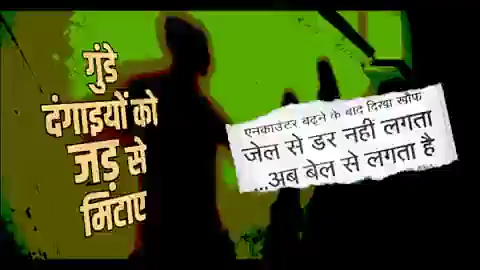 गुंडे
दंगाइयों को
जड़ से
मिटाए
एनकाउंटर बढ़ने के बाद दिखा खौफ
जेल से डर नहीं लगता
...अब बेल से लगता है